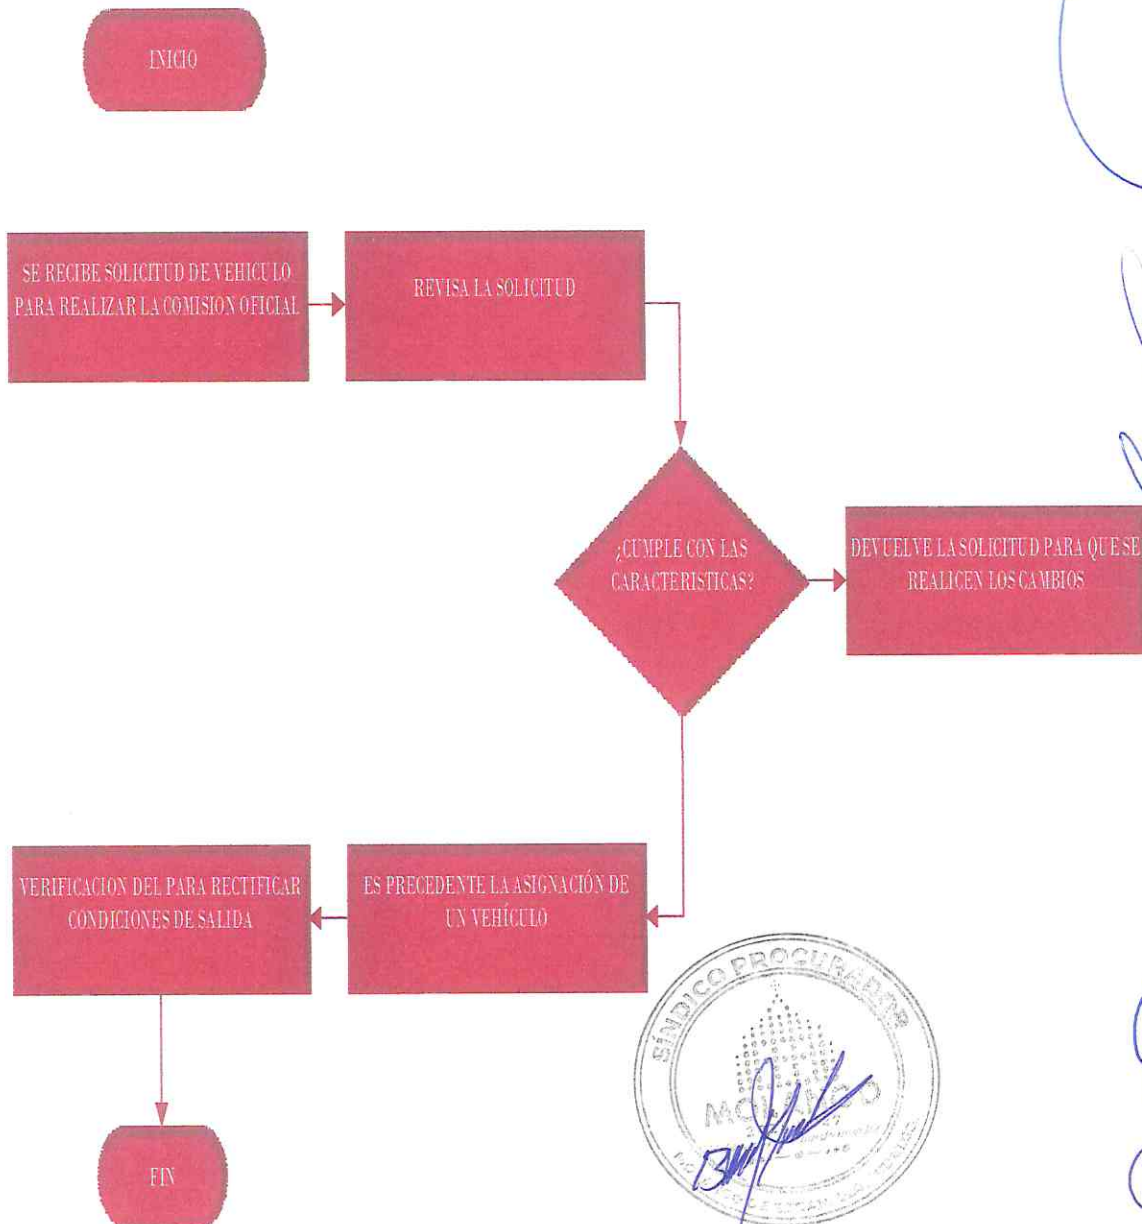 INICIO
SE RECIBE SOLICITUD DE VEHICULO
PARA REALIZAR LA COMISION OFICIAL
REVISA LA SOLICITUD
¿CUMPLE CON LAS
CARACTERISTICAS?
DEVUELVE LA SOLICITUD PARA QUE SE
REALICEN LOS CAMBIOS
VERIFICACION DEL PARA RECTIFICAR
CONDICIONES DE SALIDA
ES PRECEDENTE LA ASIGNACIÓN DE
UN VEHÍCULO
FIN
SÍNDICO PROCURADOR